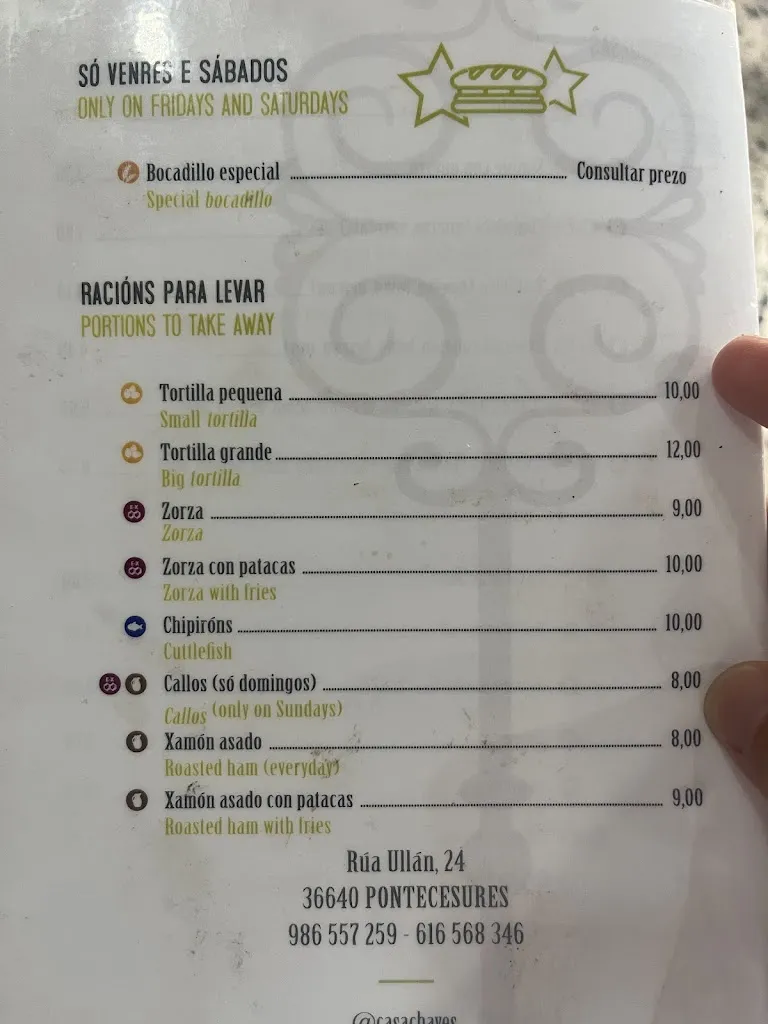 SÓ VENRES E SÁBADOS
ONLY ON FRIDAYS AND SATURDAYS
Bocadillo especial ........ Consultar prezo
Special bocadillo
RACIÓNS PARA LEVAR
PORTIONS TO TAKE AWAY
Tortilla pequena ........ 10,00
Small tortilla
Tortilla grande ........ 12,00
Big tortilla
Zorza ........ 9,00
Zorza
Zorza con patacas ........ 10,00
Zorza with fries
Chipiróns ........ 10,00
Cuttlefish
Callos (só domingos) ........ 8,00
Callos (only on Sundays)
Xamón asado ........ 8,00
Roasted ham (everyday)
Xamón asado con patacas ........ 9,00
Roasted ham with fries
Rúa Ullán, 24
36640 PONTECESURES
986 557 259 - 616 568 346
@casachaves